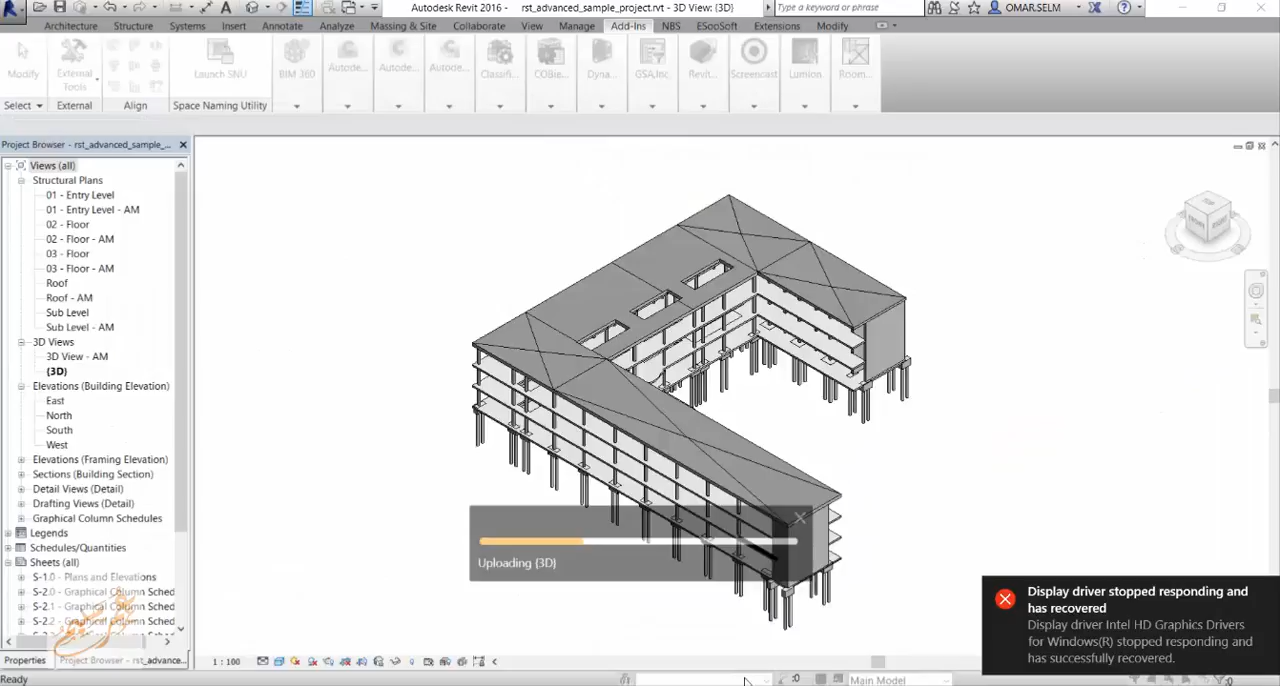 Autodesk Revit 2016 - rst_advanced_sample_project.rvt - 3D View: {3D}
Type a keyword or phrase
OMAR.SELM
Architecture Structure Systems Insert Annotate Analyze Massing & Site Collaborate View Manage Add-Ins NBS ESooSoft Extensions Modify
Modify
External
Tools
Launch SNU
BIM 360
Autode...
Autode...
Autode...
Classifi...
COBie...
Dyna...
GSA.Inc.
Revit...
Screencast
Lumion
Room...
Select
External
Align
Space Naming Utility
Project Browser - rst_advanced_sample_...
Views (all)
Structural Plans
01 - Entry Level
01 - Entry Level - AM
02 - Floor
02 - Floor - AM
03 - Floor
03 - Floor - AM
Roof
Roof - AM
Sub Level
Sub Level - AM
3D Views
3D View - AM
{3D}
Elevations (Building Elevation)
East
North
South
West
Elevations (Framing Elevation)
Sections (Building Section)
Detail Views (Detail)
Drafting Views (Detail)
Graphical Column Schedules
Legends
Schedules/Quantities
Sheets (all)
S-1.0 - Plans and Elevations
S-2.0 - Graphical Column Sched
S-2.1 - Graphical Column Sched
S-2.2 - Graphical Column Sched
Properties
Project Browser - rst_advance...
TOP
FRONT
RIGHT
Uploading {3D}
Display driver stopped responding and
has recovered
Display driver Intel HD Graphics Drivers
for Windows(R) stopped responding and
has successfully recovered.
1 : 100
Ready
:0
Main Model
:0